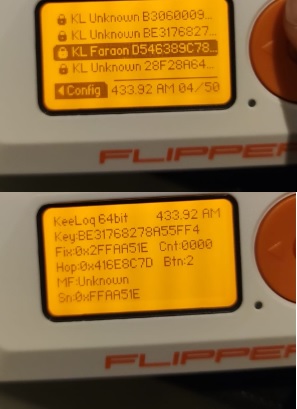 KL Unknown B3060009...
KL Unknown BE3176827...
KL Faraon D546389C78...
KL Unknown 28F28A64...
Config 433.92 AM 04/50
FLIPPER
KeeLoq 64bit 433.92 AM
Key:BE31768278A55FF4
Fix:0x2FFAA51E Cnt:0000
Hop:0x416E8C7D Btn:2
MF:Unknown
Sn:0xFFAA51E
FLIPPER